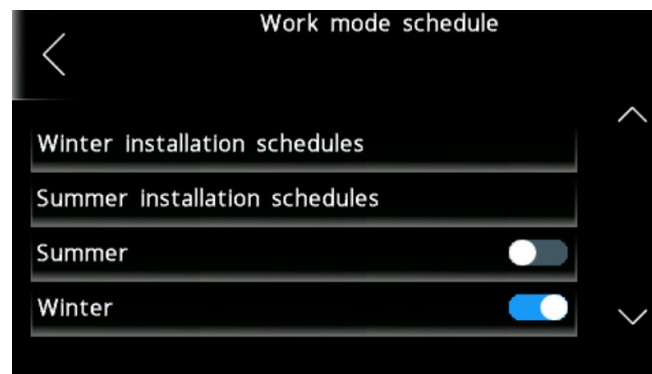 Work mode schedule
Winter installation schedules
Summer installation schedules
Summer
Winter